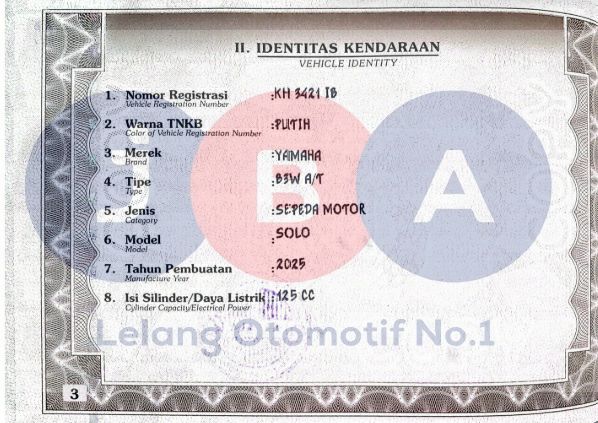 II. IDENTITAS KENDARAAN
VEHICLE IDENTITY
1. Nomor Registrasi :KH 3421 IB
Vehicle Registration Number
2. Warna TNKB :PUTIH
Color of Vehicle Registration Number
3. Merek :YAMAHA
Brand
4. Tipe :B3W A/T
Type
5. Jenis :SEPEDA MOTOR
Category
6. Model :SOLO
Model
7. Tahun Pembuatan :2025
Manufacture Year
8. Isi Silinder/Daya Listrik :125 CC
Cylinder Capacity/Electrical Power
J B A
Lelang Otomotif No.1
3